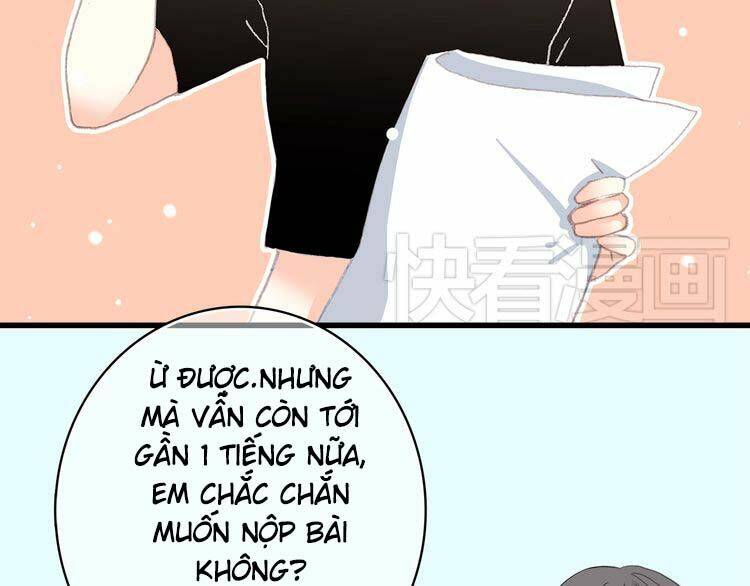 快看漫画
Ừ ĐƯỢC.NHƯNG
MÀ VẪN CÒN TỚI
GẦN 1 TIẾNG NỮA,
EM CHẮC CHẮN
MUỐN NỘP BÀI
KHÔNG?